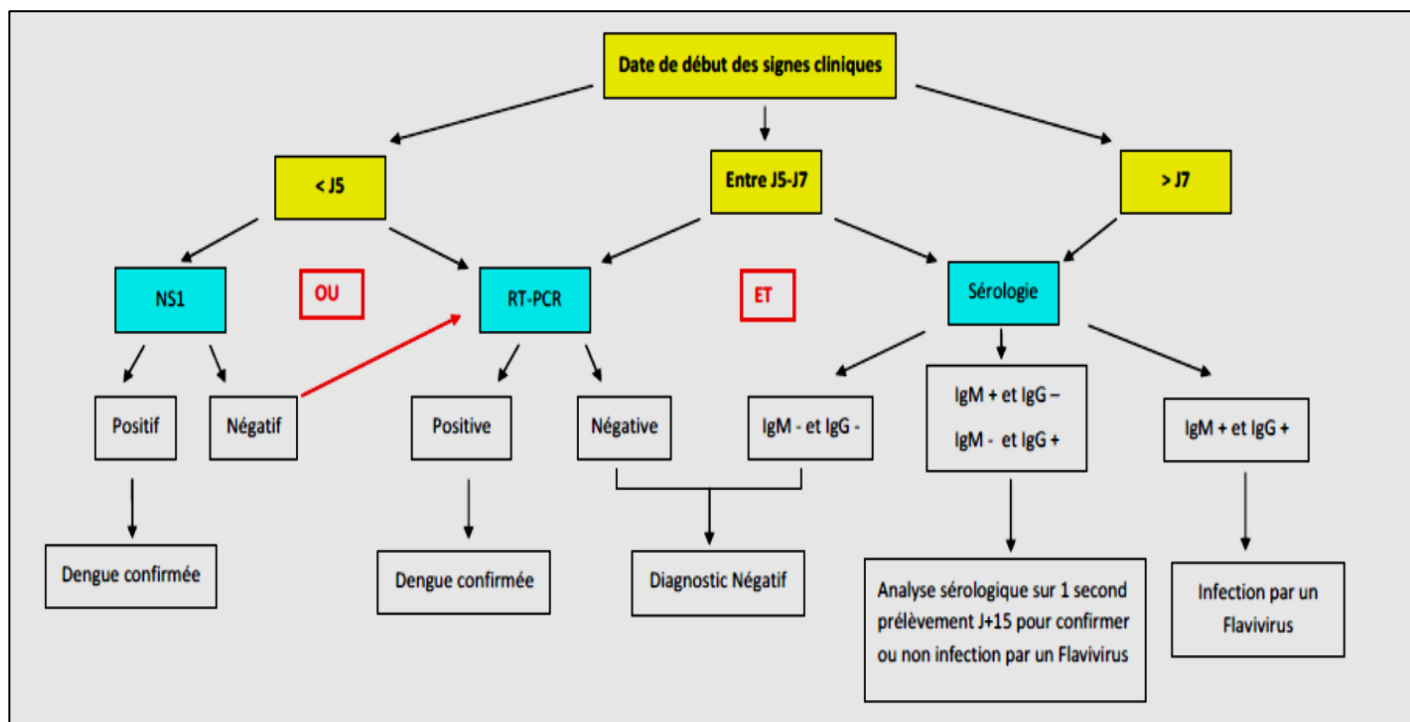 Date de début des signes cliniques
< J5
Entre J5-J7
> J7
NS1
OU
RT-PCR
ET
Sérologie
Positif
Négatif
Positive
Négative
IgM - et IgG -
IgM + et IgG –
IgM - et IgG +
IgM + et IgG +
Dengue confirmée
Dengue confirmée
Diagnostic Négatif
Analyse sérologique sur 1 second
prélèvement J+15 pour confirmer
ou non infection par un Flavivirus
Infection par un
Flavivirus